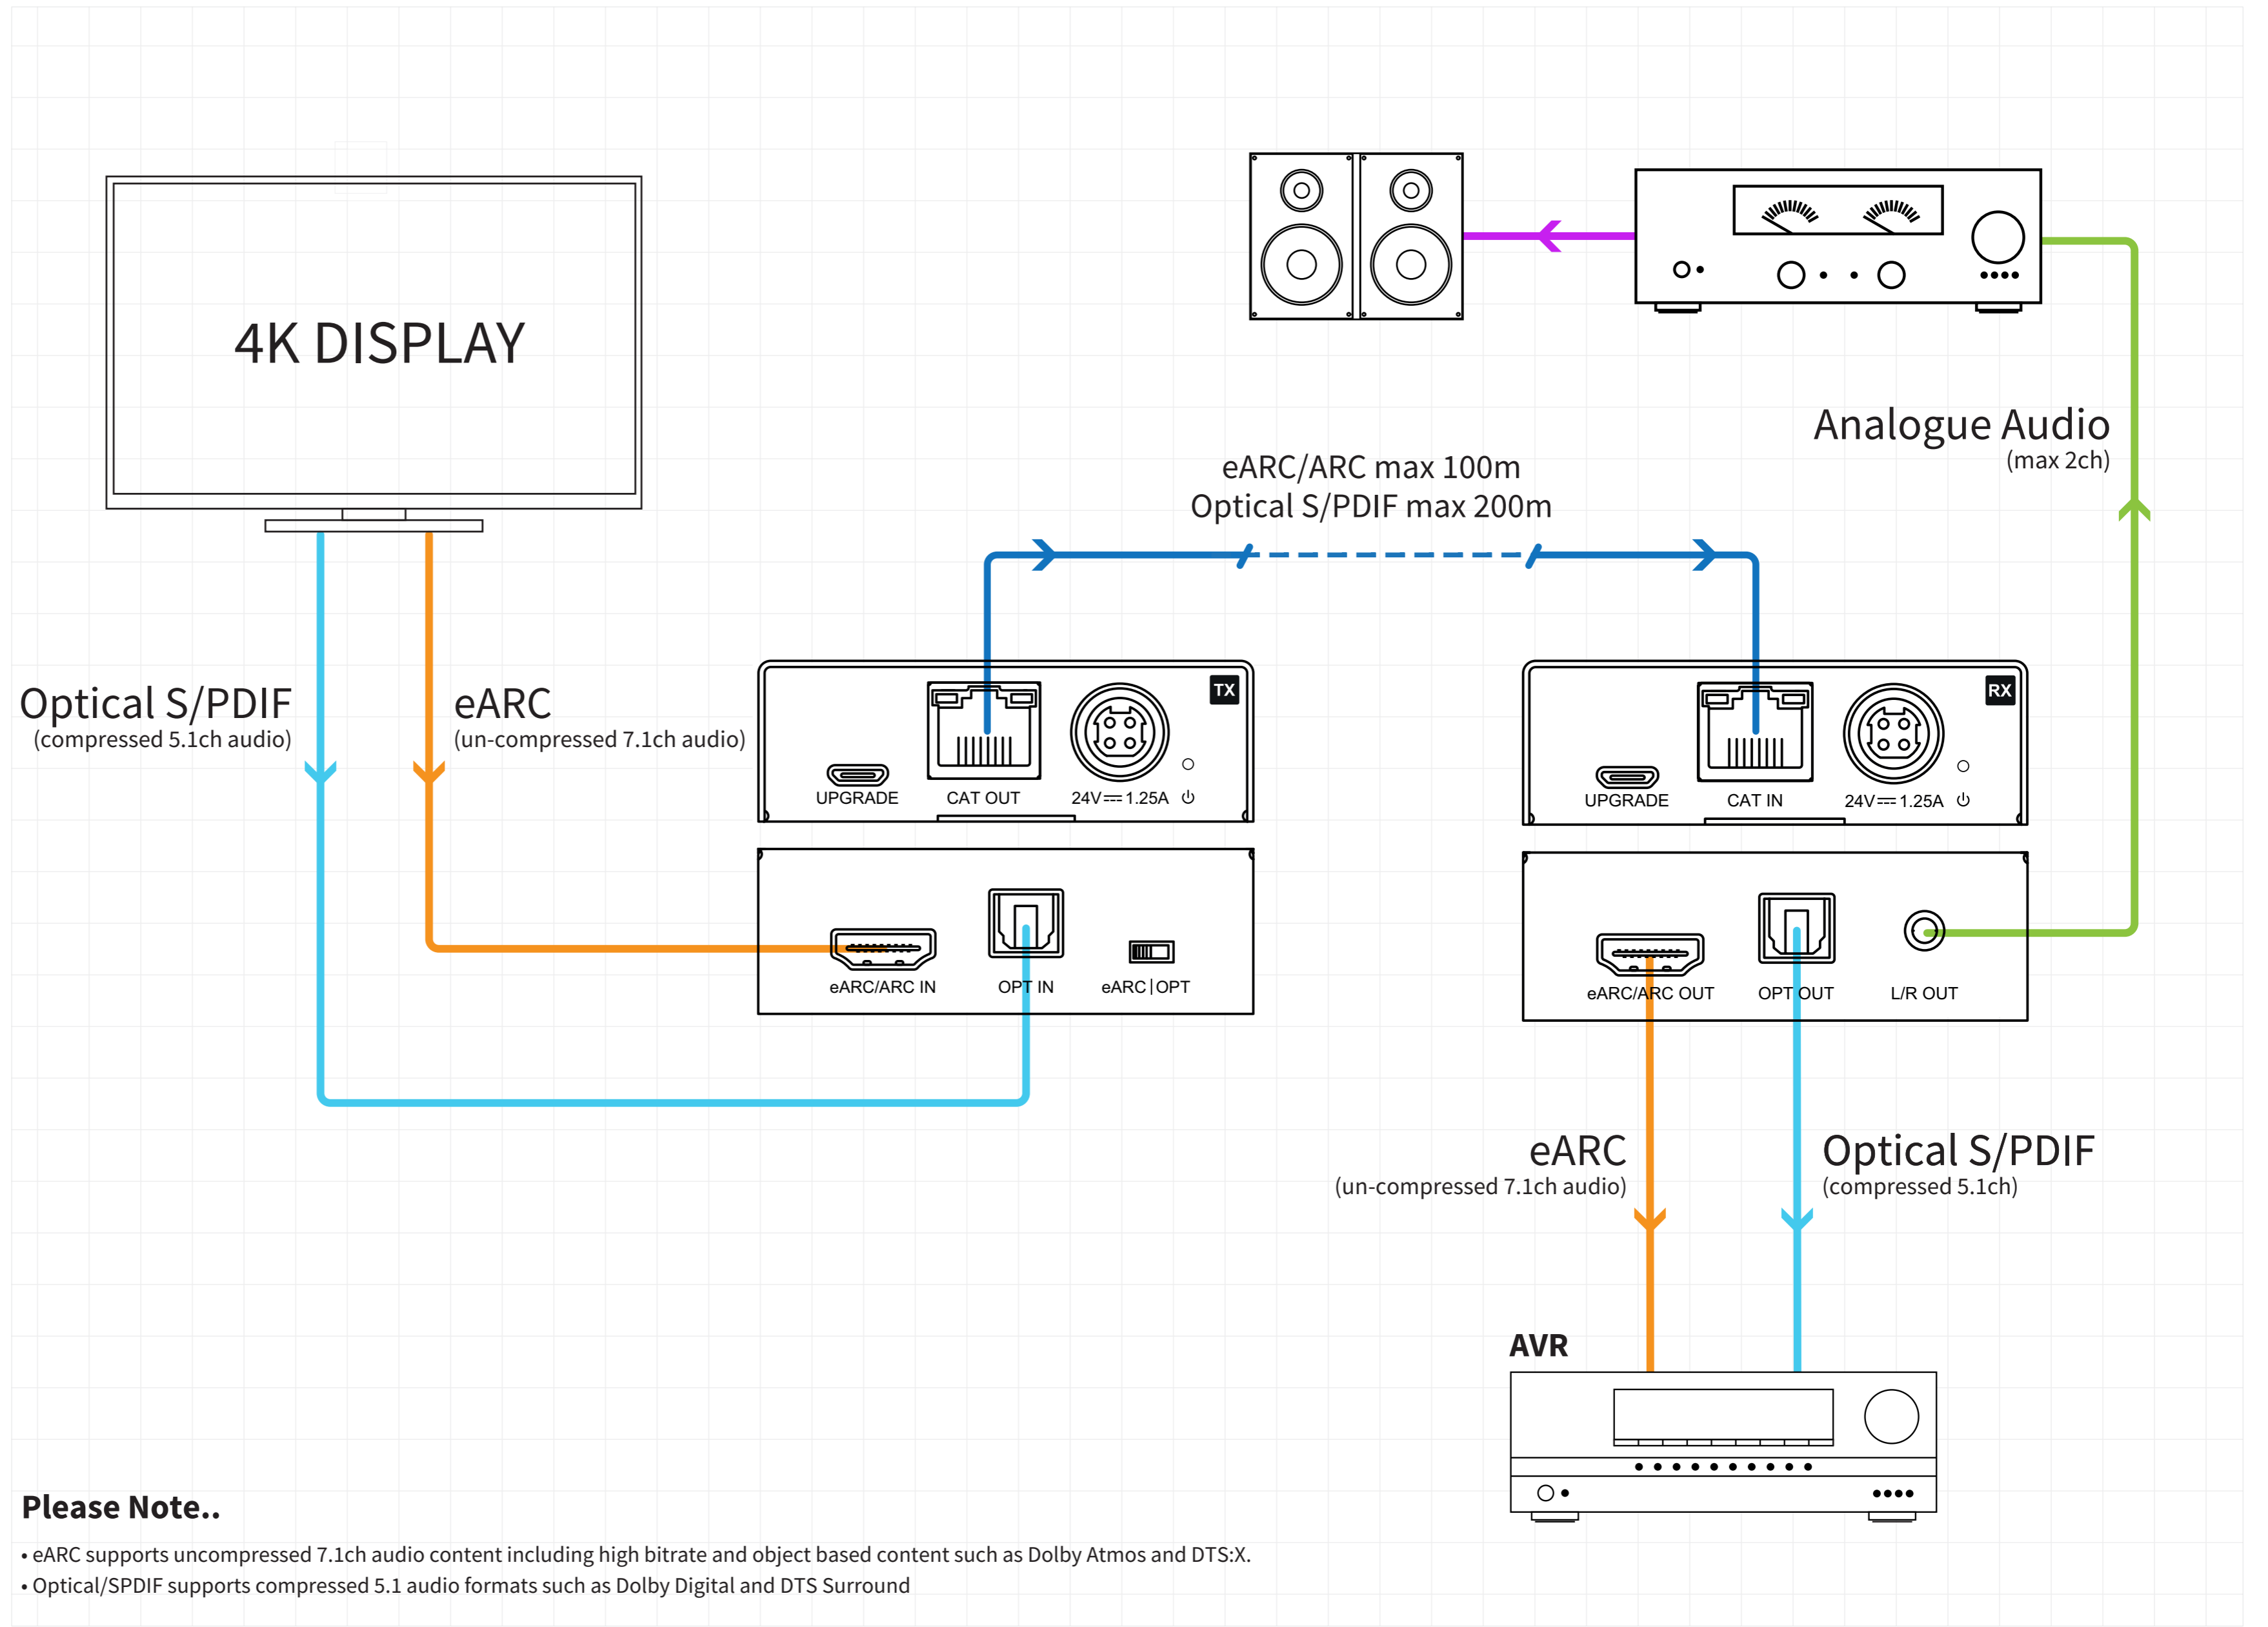 4K DISPLAY
Analogue Audio
(max 2ch)
eARC/ARC max 100m
Optical S/PDIF max 200m
Optical S/PDIF
(compressed 5.1ch audio)
eARC
(un-compressed 7.1ch audio)
TX
UPGRADE
CAT OUT
24V⎓1.25A
eARC/ARC IN
OPT IN
eARC|OPT
RX
UPGRADE
CAT IN
24V⎓1.25A
eARC/ARC OUT
OPT OUT
L/R OUT
eARC
(un-compressed 7.1ch audio)
Optical S/PDIF
(compressed 5.1ch)
AVR
Please Note..
• eARC supports uncompressed 7.1ch audio content including high bitrate and object based content such as Dolby Atmos and DTS:X.
• Optical/SPDIF supports compressed 5.1 audio formats such as Dolby Digital and DTS Surround